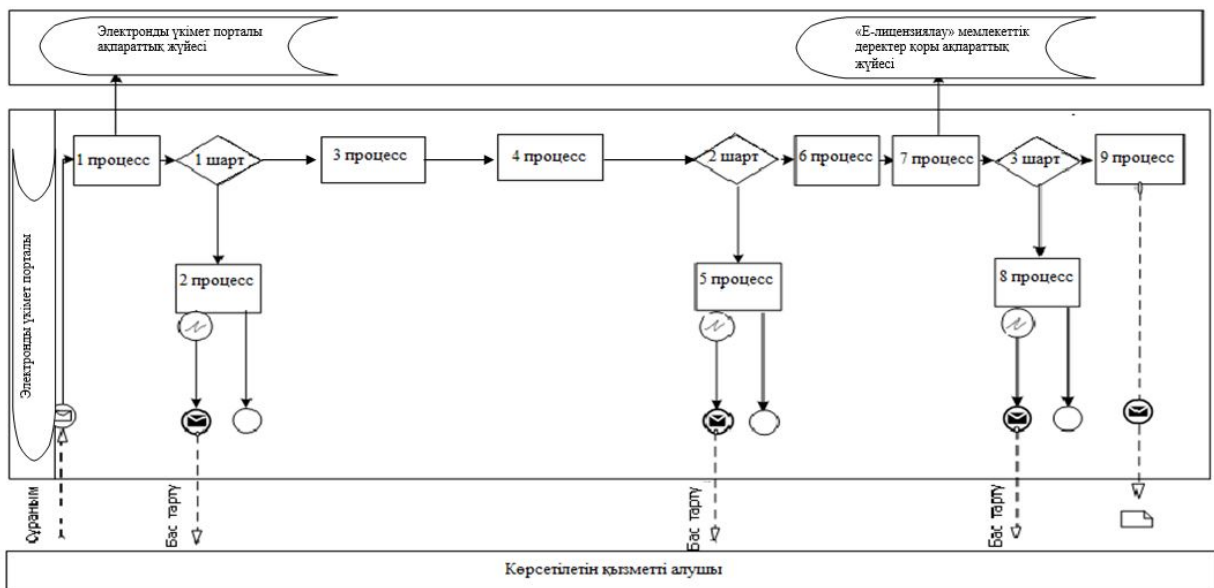 Электронды үкімет порталы
ақпараттық жүйесі
«Е-лицензиялау» мемлекеттік
деректер қоры ақпараттық
жүйесі
1 процесс
1 шарт
3 процесс
4 процесс
2 шарт
6 процесс
7 процесс
3 шарт
9 процесс
2 процесс
5 процесс
8 процесс
Электронды үкімет порталы
Сұраным
Бас тарту
Бас тарту
Бас тарту
Көрсетілетін қызметті алушы